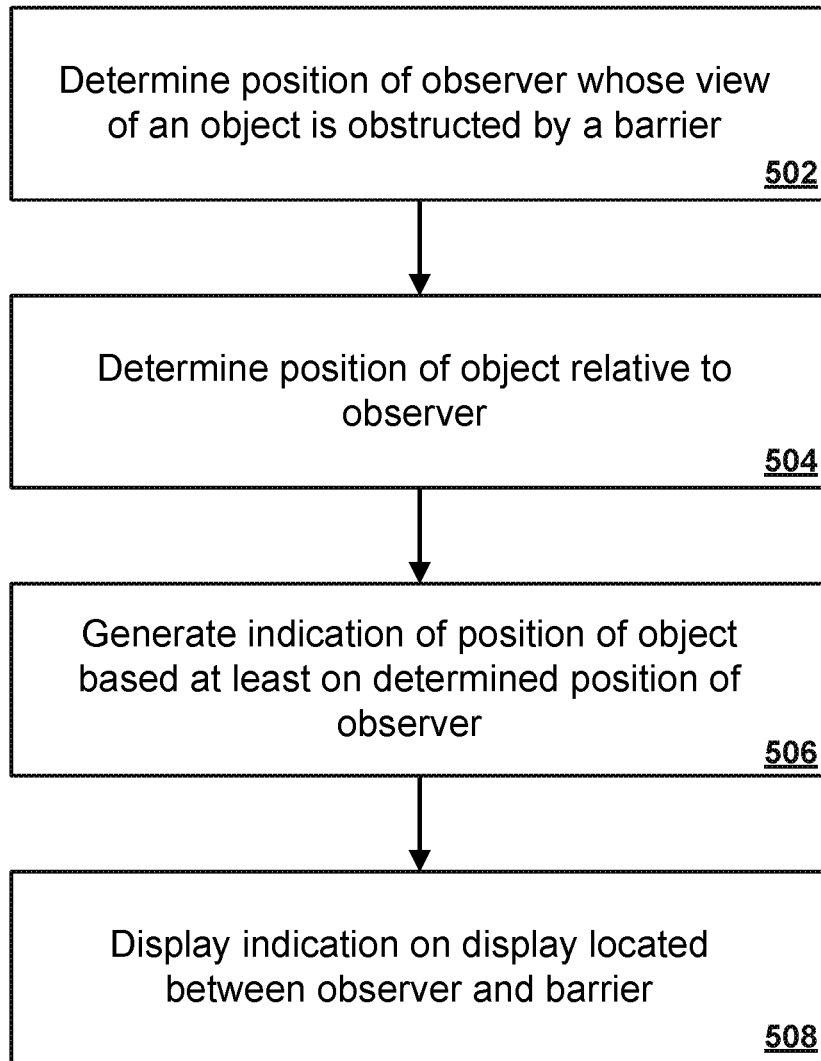 Determine position of observer whose view
of an object is obstructed by a barrier
502
Determine position of object relative to
observer
504
Generate indication of position of object
based at least on determined position of
observer
506
Display indication on display located
between observer and barrier
508